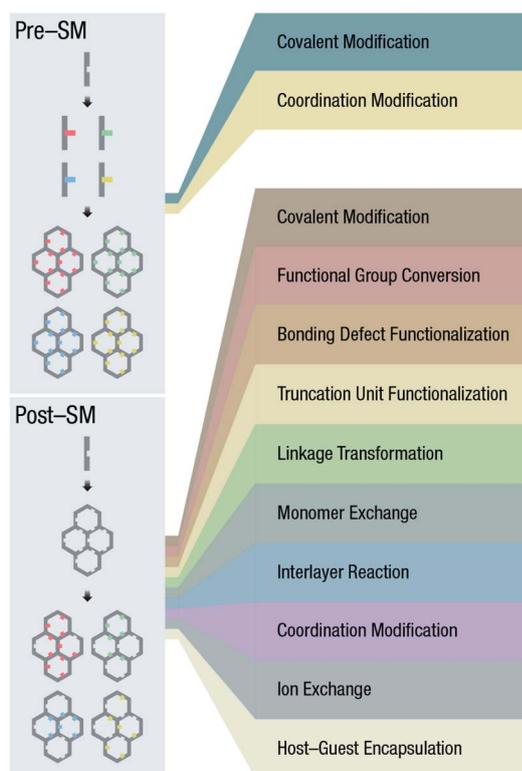 Pre–SM
Covalent Modification
Coordination Modification
Covalent Modification
Functional Group Conversion
Bonding Defect Functionalization
Truncation Unit Functionalization
Post–SM
Linkage Transformation
Monomer Exchange
Interlayer Reaction
Coordination Modification
Ion Exchange
Host–Guest Encapsulation